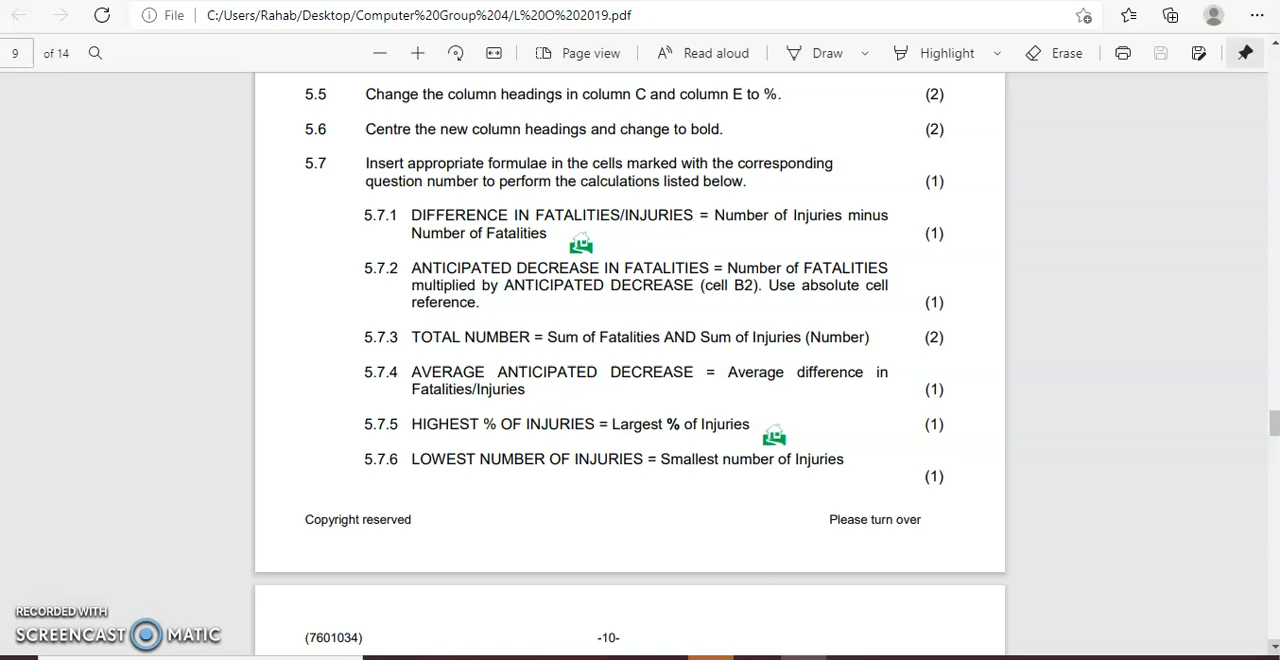 File C:/Users/Rahab/Desktop/Computer%20Group%204/L%20O%202019.pdf
9 of 14 Page view Read aloud Draw Highlight Erase
5.5 Change the column headings in column C and column E to %. (2)
5.6 Centre the new column headings and change to bold. (2)
5.7 Insert appropriate formulae in the cells marked with the corresponding
question number to perform the calculations listed below. (1)
5.7.1 DIFFERENCE IN FATALITIES/INJURIES = Number of Injuries minus
Number of Fatalities (1)
5.7.2 ANTICIPATED DECREASE IN FATALITIES = Number of FATALITIES
multiplied by ANTICIPATED DECREASE (cell B2). Use absolute cell
reference. (1)
5.7.3 TOTAL NUMBER = Sum of Fatalities AND Sum of Injuries (Number) (2)
5.7.4 AVERAGE ANTICIPATED DECREASE = Average difference in
Fatalities/Injuries (1)
5.7.5 HIGHEST % OF INJURIES = Largest % of Injuries (1)
5.7.6 LOWEST NUMBER OF INJURIES = Smallest number of Injuries
(1)
Copyright reserved Please turn over
RECORDED WITH
SCREENCAST MATIC
(7601034) -10-